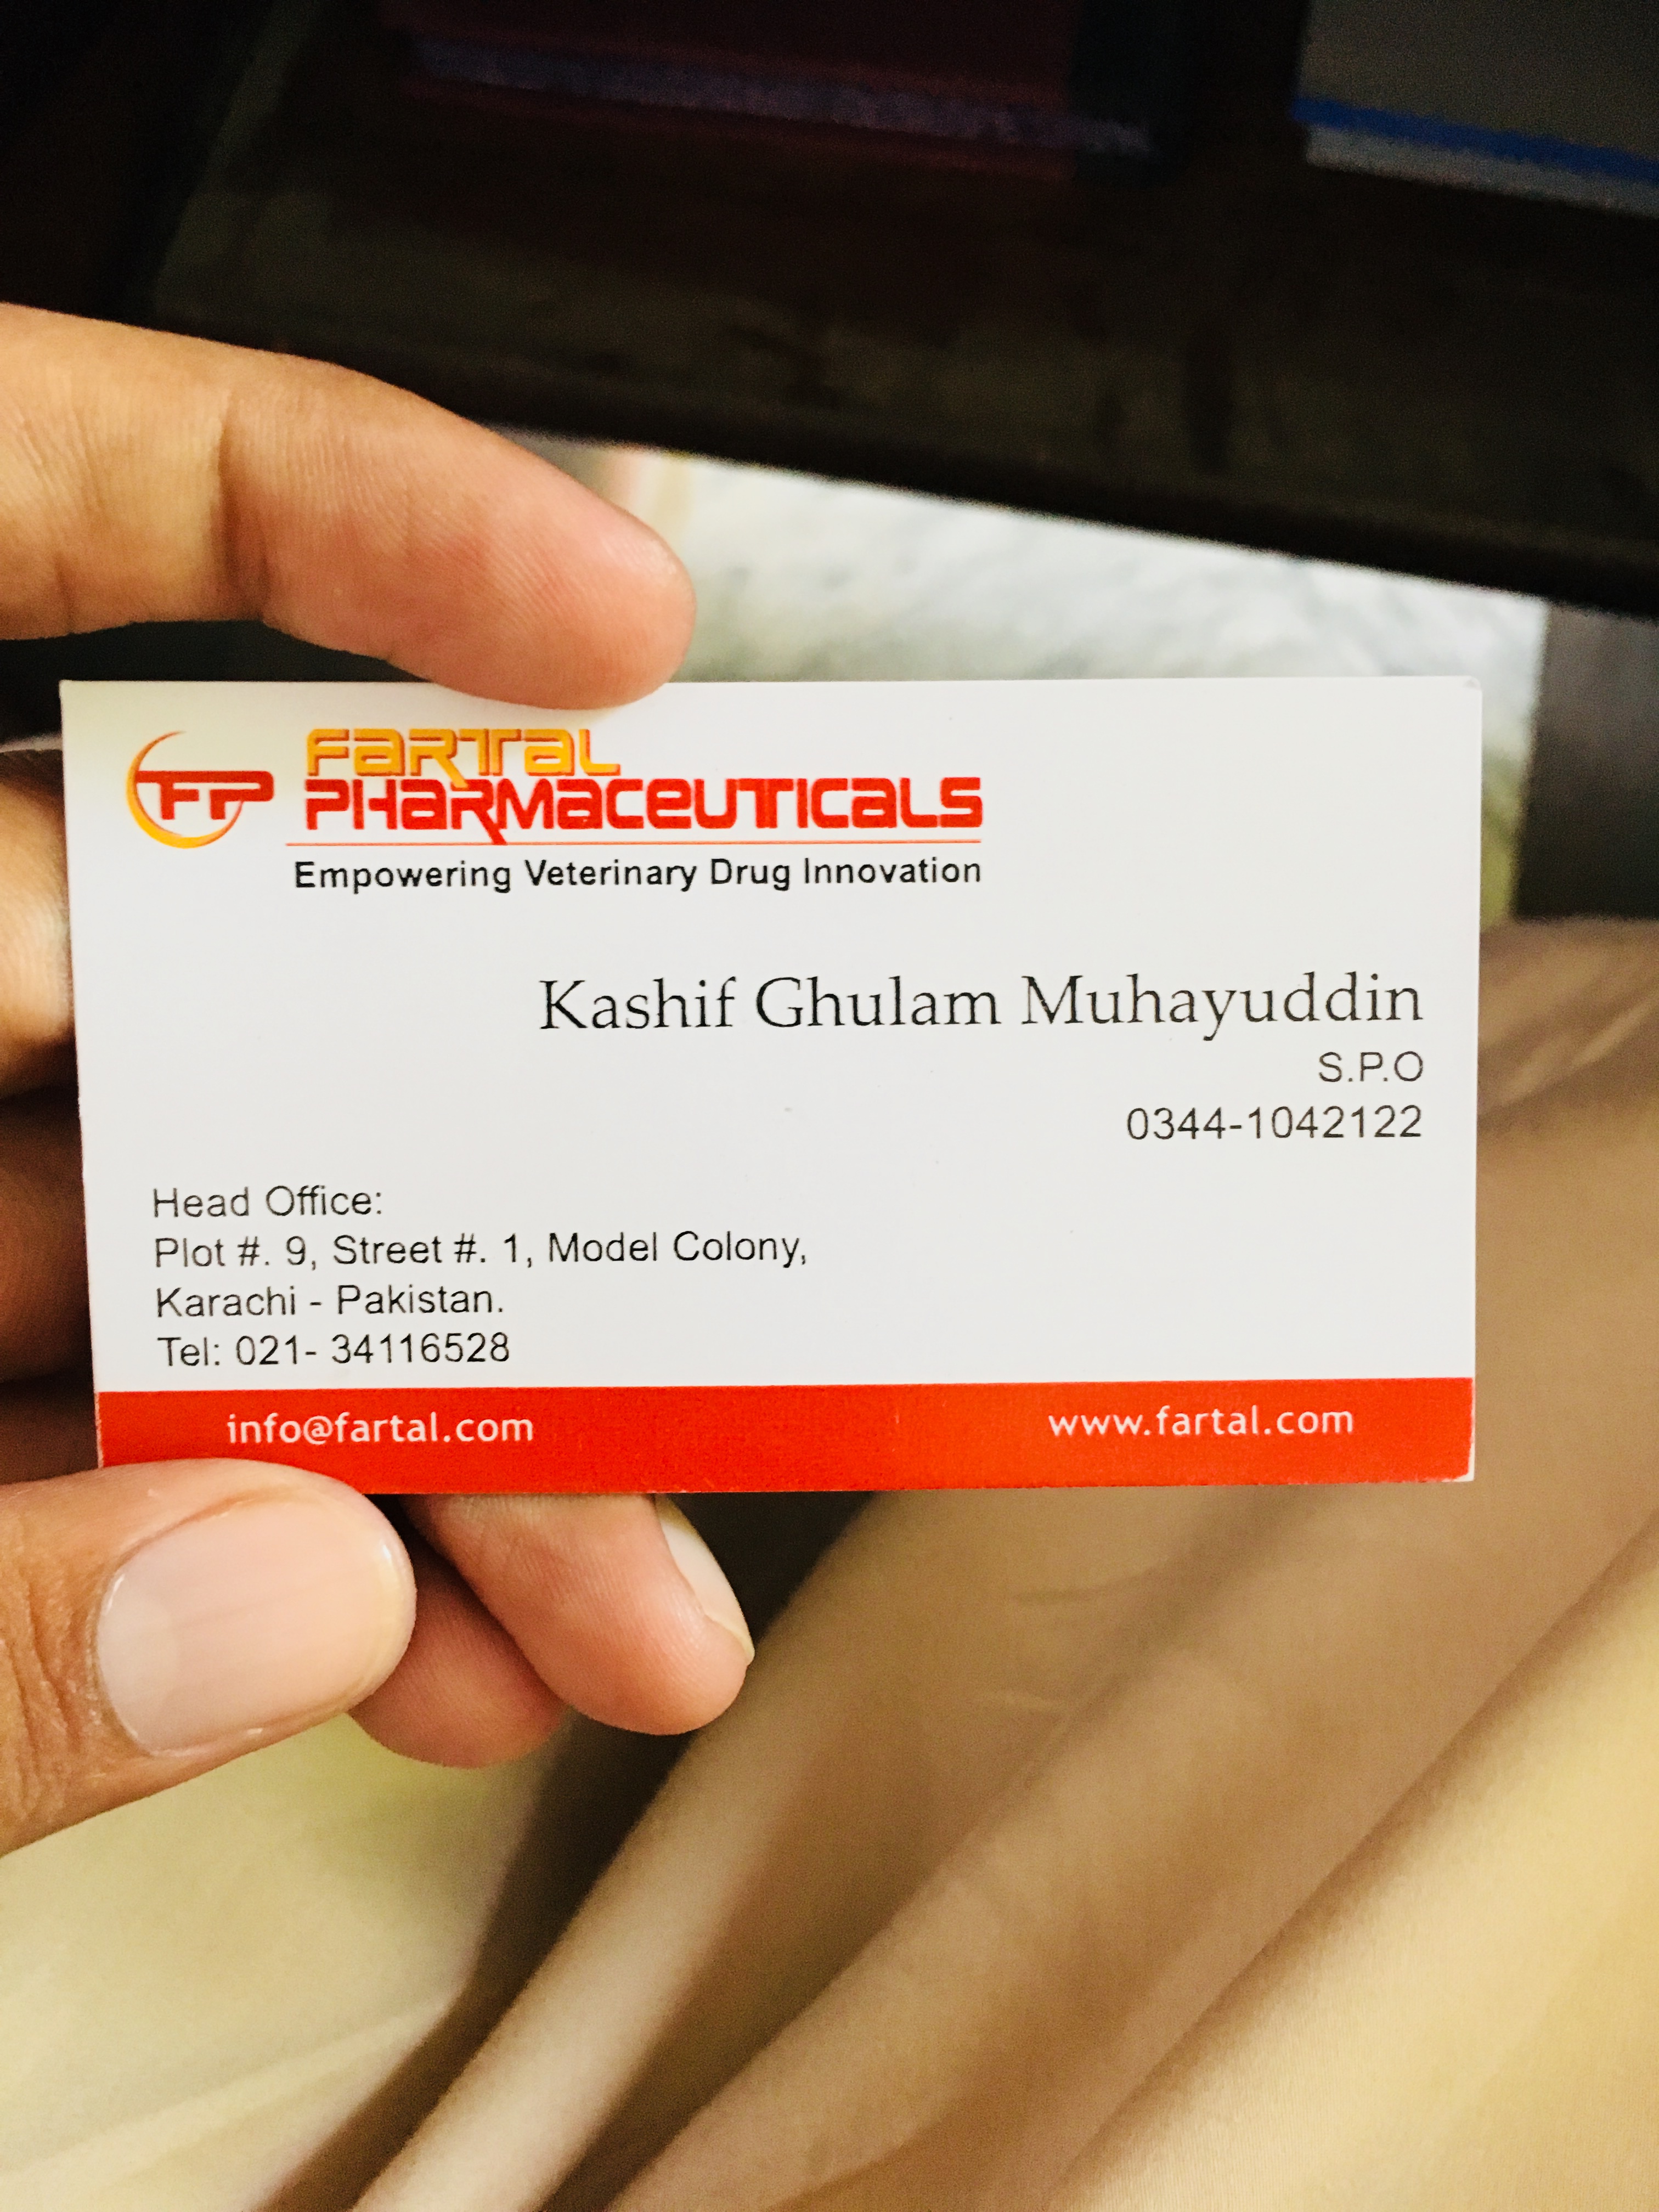 FP
FARTAL
PHARMACEUTICALS
Empowering Veterinary Drug Innovation
Kashif Ghulam Muhayuddin
S.P.O
0344-1042122
Head Office:
Plot #. 9, Street #. 1, Model Colony,
Karachi - Pakistan.
Tel: 021- 34116528
info@fartal.com
www.fartal.com